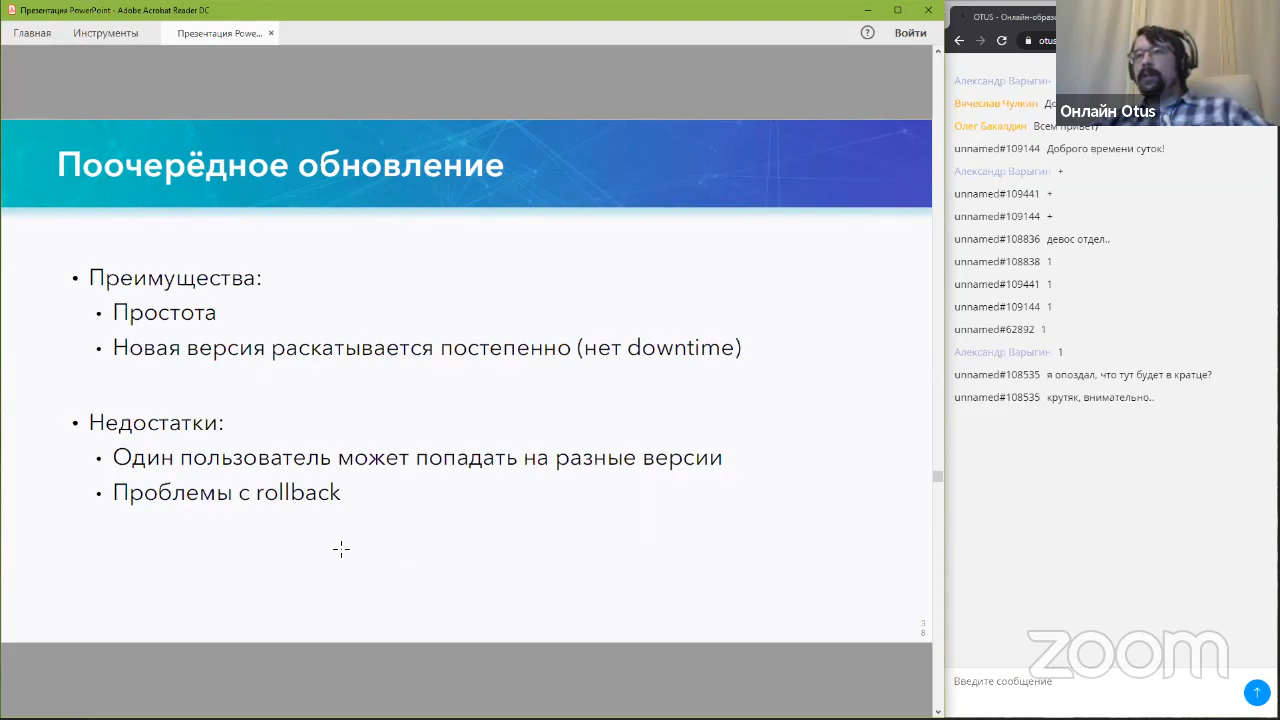 Презентация PowerPoint - Adobe Acrobat Reader DC
Главная
Инструменты
Презентация Powe...
Войти
Поочерёдное обновление
• Преимущества:
• Простота
• Новая версия раскатывается постепенно (нет downtime)
• Недостатки:
• Один пользователь может попадать на разные версии
• Проблемы с rollback
38
OTUS - Онлайн-образо
otus
Онлайн Otus
Александр Варыгин
Вячеслав Чулкин До
Олег Бакалдин Всем привет)
unnamed#109144 Доброго времени суток!
Александр Варыгин +
unnamed#109441 +
unnamed#109144 +
unnamed#108836 девос отдел..
unnamed#108838 1
unnamed#109441 1
unnamed#109144 1
unnamed#62892 1
Александр Варыгин 1
unnamed#108535 я опоздал, что тут будет в кратце?
unnamed#108535 крутяк, внимательно..
zoom
Введите сообщение